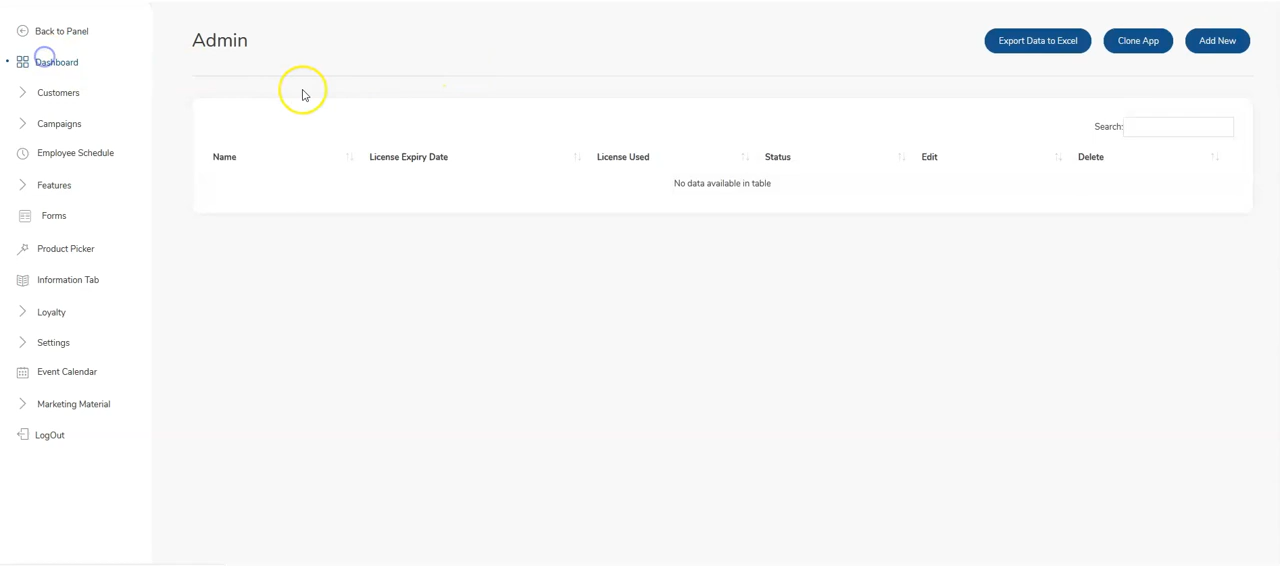 Back to Panel
Dashboard
Customers
Campaigns
Employee Schedule
Features
Forms
Product Picker
Information Tab
Loyalty
Settings
Event Calendar
Marketing Material
LogOut
Admin
Export Data to Excel
Clone App
Add New
Search:
Name License Expiry Date License Used Status Edit Delete
No data available in table